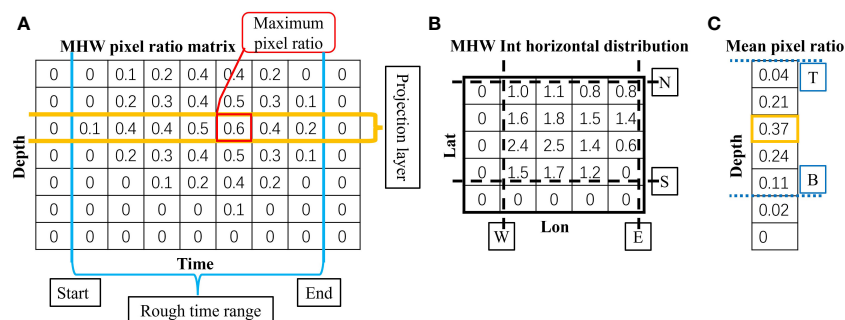 A
Maximum pixel ratio
MHW pixel ratio matrix
0 0 0.1 0.2 0.4 0.4 0.2 0 0
0 0 0.2 0.3 0.4 0.5 0.3 0.1 0
0 0.1 0.4 0.4 0.5 0.6 0.4 0.2 0
0 0 0.2 0.3 0.4 0.5 0.3 0.1 0
0 0 0 0.1 0.2 0.4 0.2 0 0
0 0 0 0 0 0.1 0 0 0
0 0 0 0 0 0 0 0 0
Depth
Projection layer
Time
Start
End
Rough time range
B
MHW Int horizontal distribution
0 1.0 1.1 0.8 0.8
0 1.6 1.8 1.5 1.4
0 2.4 2.5 1.4 0.6
0 1.5 1.7 1.2 0
0 0 0 0 0
Lat
N
S
W
Lon
E
C
Mean pixel ratio
0.04
0.21
0.37
0.24
0.11
0.02
0
Depth
T
B